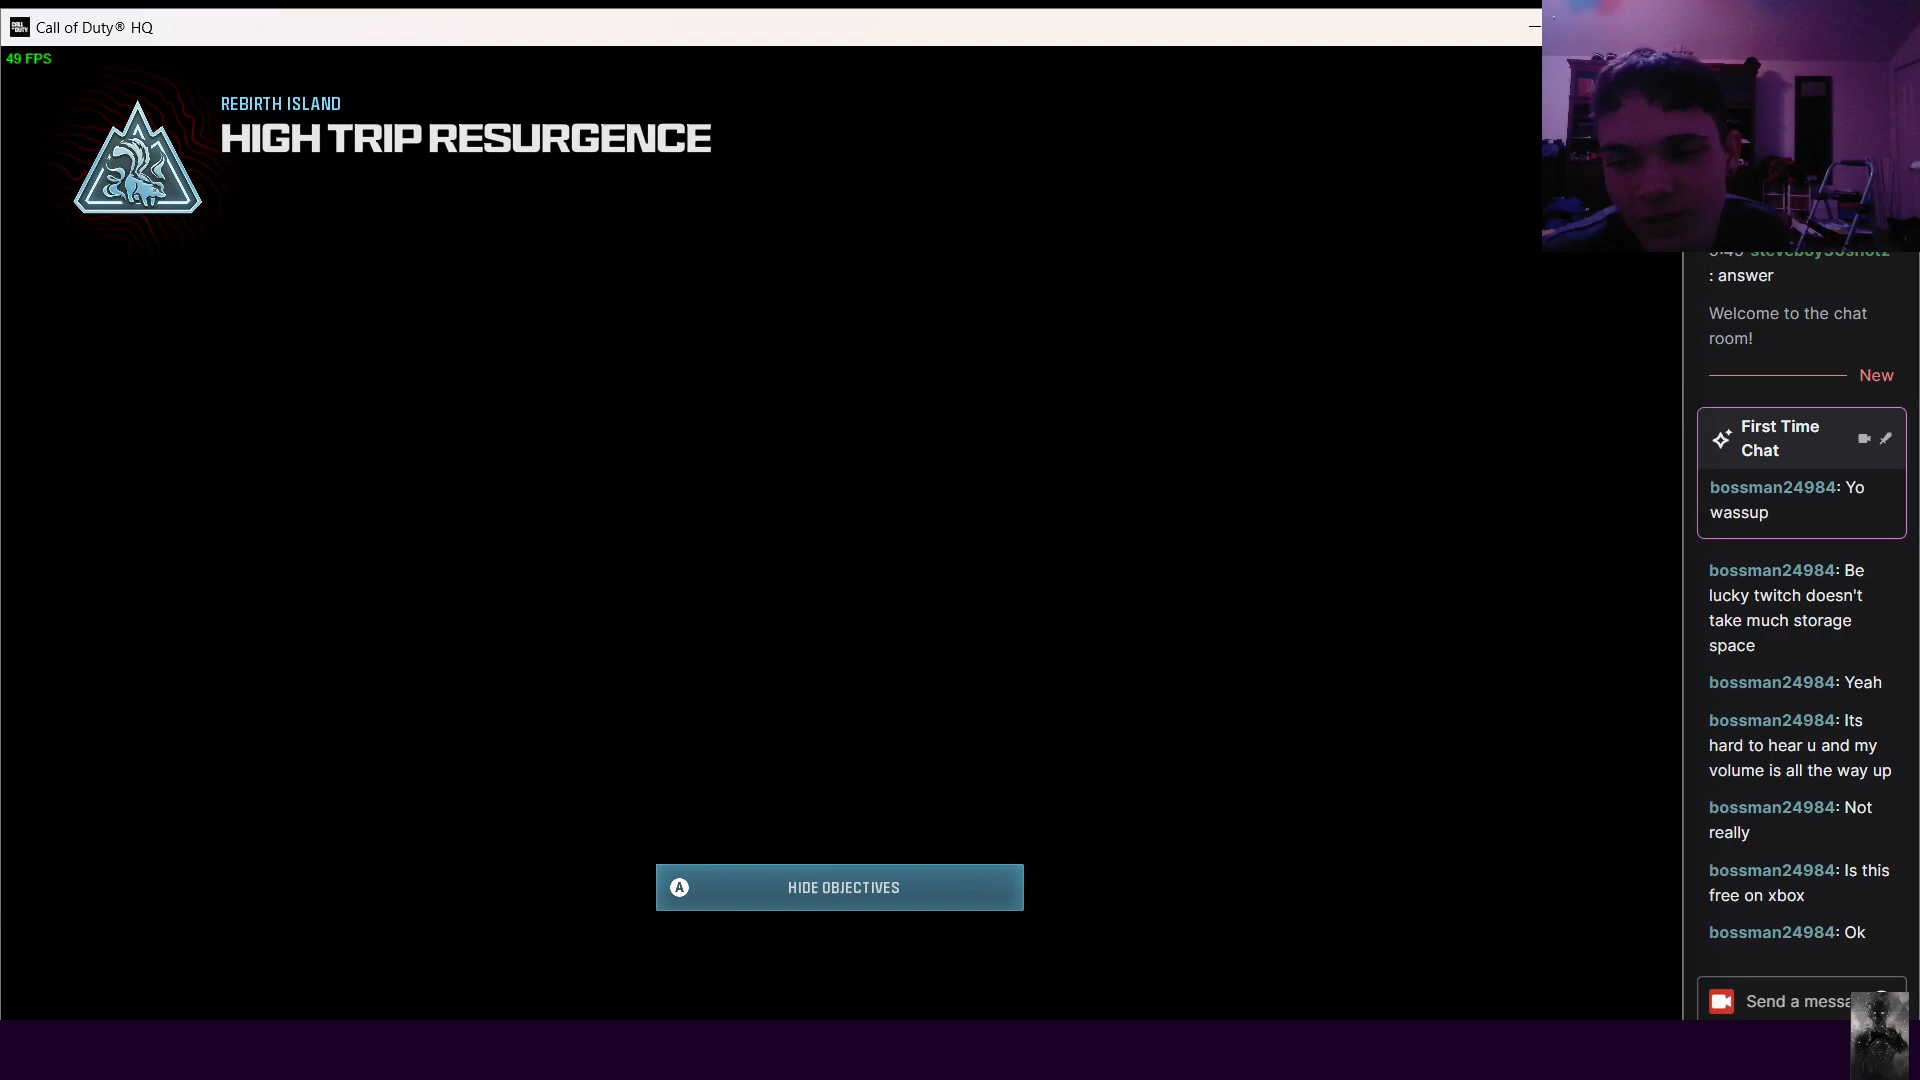 Call of Duty® HQ
49 FPS
REBIRTH ISLAND
HIGH TRIP RESURGENCE
: answer
Welcome to the chat
room!
New
First Time
Chat
bossman24984: Yo
wassup
bossman24984: Be
lucky twitch doesn't
take much storage
space
bossman24984: Yeah
bossman24984: Its
hard to hear u and my
volume is all the way up
bossman24984: Not
really
bossman24984: Is this
free on xbox
bossman24984: Ok
A HIDE OBJECTIVES
Send a messa